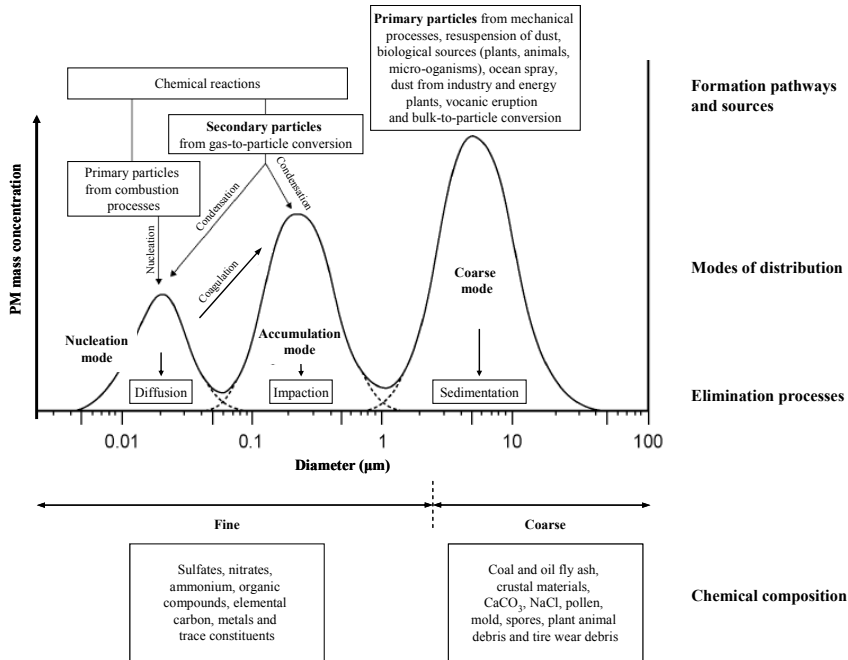 Primary particles from mechanical
processes, resuspension of dust,
biological sources (plants, animals,
micro-oganisms), ocean spray,
dust from industry and energy
plants, vocanic eruption
and bulk-to-particle conversion
Formation pathways
and sources
Chemical reactions
Secondary particles
from gas-to-particle conversion
Primary particles
from combustion
processes
Condensation
Condensation
Nucleation
Coagulation
PM mass concentration
Coarse
mode
Modes of distribution
Nucleation
mode
Accumulation
mode
Diffusion
Impaction
Sedimentation
Elimination processes
0.01
0.1
1
10
100
Diameter (μm)
Fine
Coarse
Sulfates, nitrates,
ammonium, organic
compounds, elemental
carbon, metals and
trace constituents
Coal and oil fly ash,
crustal materials,
CaCO₃, NaCl, pollen,
mold, spores, plant animal
debris and tire wear debris
Chemical composition